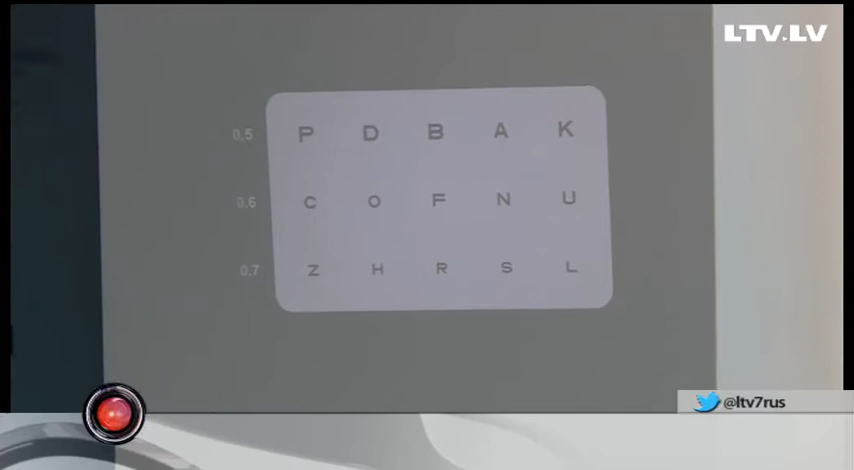 LTV.LV
0.5 P D B A K
0.6 C O F N U
0.7 Z H R S L
@ltv7rus